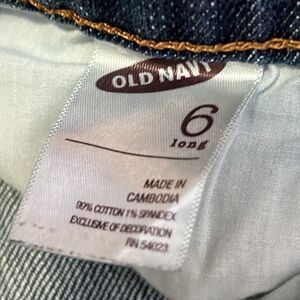 OLD NAVY
6
long
MADE IN
CAMBODIA
99% COTTON 1% SPANDEX
EXCLUSIVE OF DECORATION
RN 54023